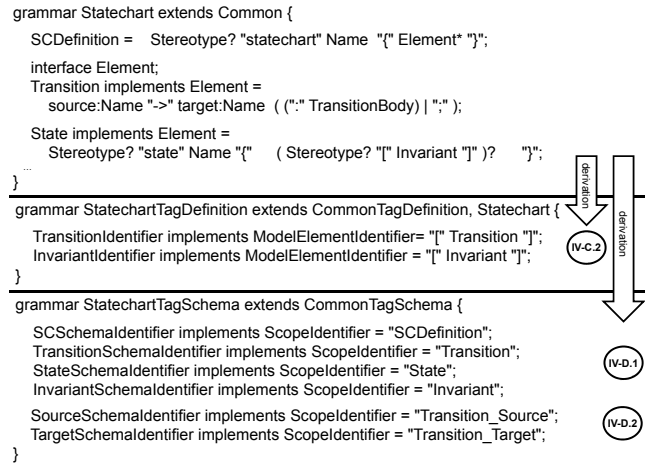 grammar Statechart extends Common {
SCDefinition = Stereotype? "statechart" Name "{" Element* "}";
interface Element;
Transition implements Element =
source:Name "->" target:Name ( (":" TransitionBody) | ";" );
State implements Element =
Stereotype? "state" Name "{" ( Stereotype? "[" Invariant "]" )? "}";
...
}
derivation
derivation
grammar StatechartTagDefinition extends CommonTagDefinition, Statechart {
TransitionIdentifier implements ModelElementIdentifier= "[" Transition "]";
InvariantIdentifier implements ModelElementIdentifier = "[" Invariant "]";
}
IV-C.2
grammar StatechartTagSchema extends CommonTagSchema {
SCSchemaIdentifier implements ScopeIdentifier = "SCDefinition";
TransitionSchemaIdentifier implements ScopeIdentifier = "Transition";
StateSchemaIdentifier implements ScopeIdentifier = "State";
InvariantSchemaIdentifier implements ScopeIdentifier = "Invariant";
IV-D.1
SourceSchemaIdentifier implements ScopeIdentifier = "Transition_Source";
TargetSchemaIdentifier implements ScopeIdentifier = "Transition_Target";
IV-D.2
}